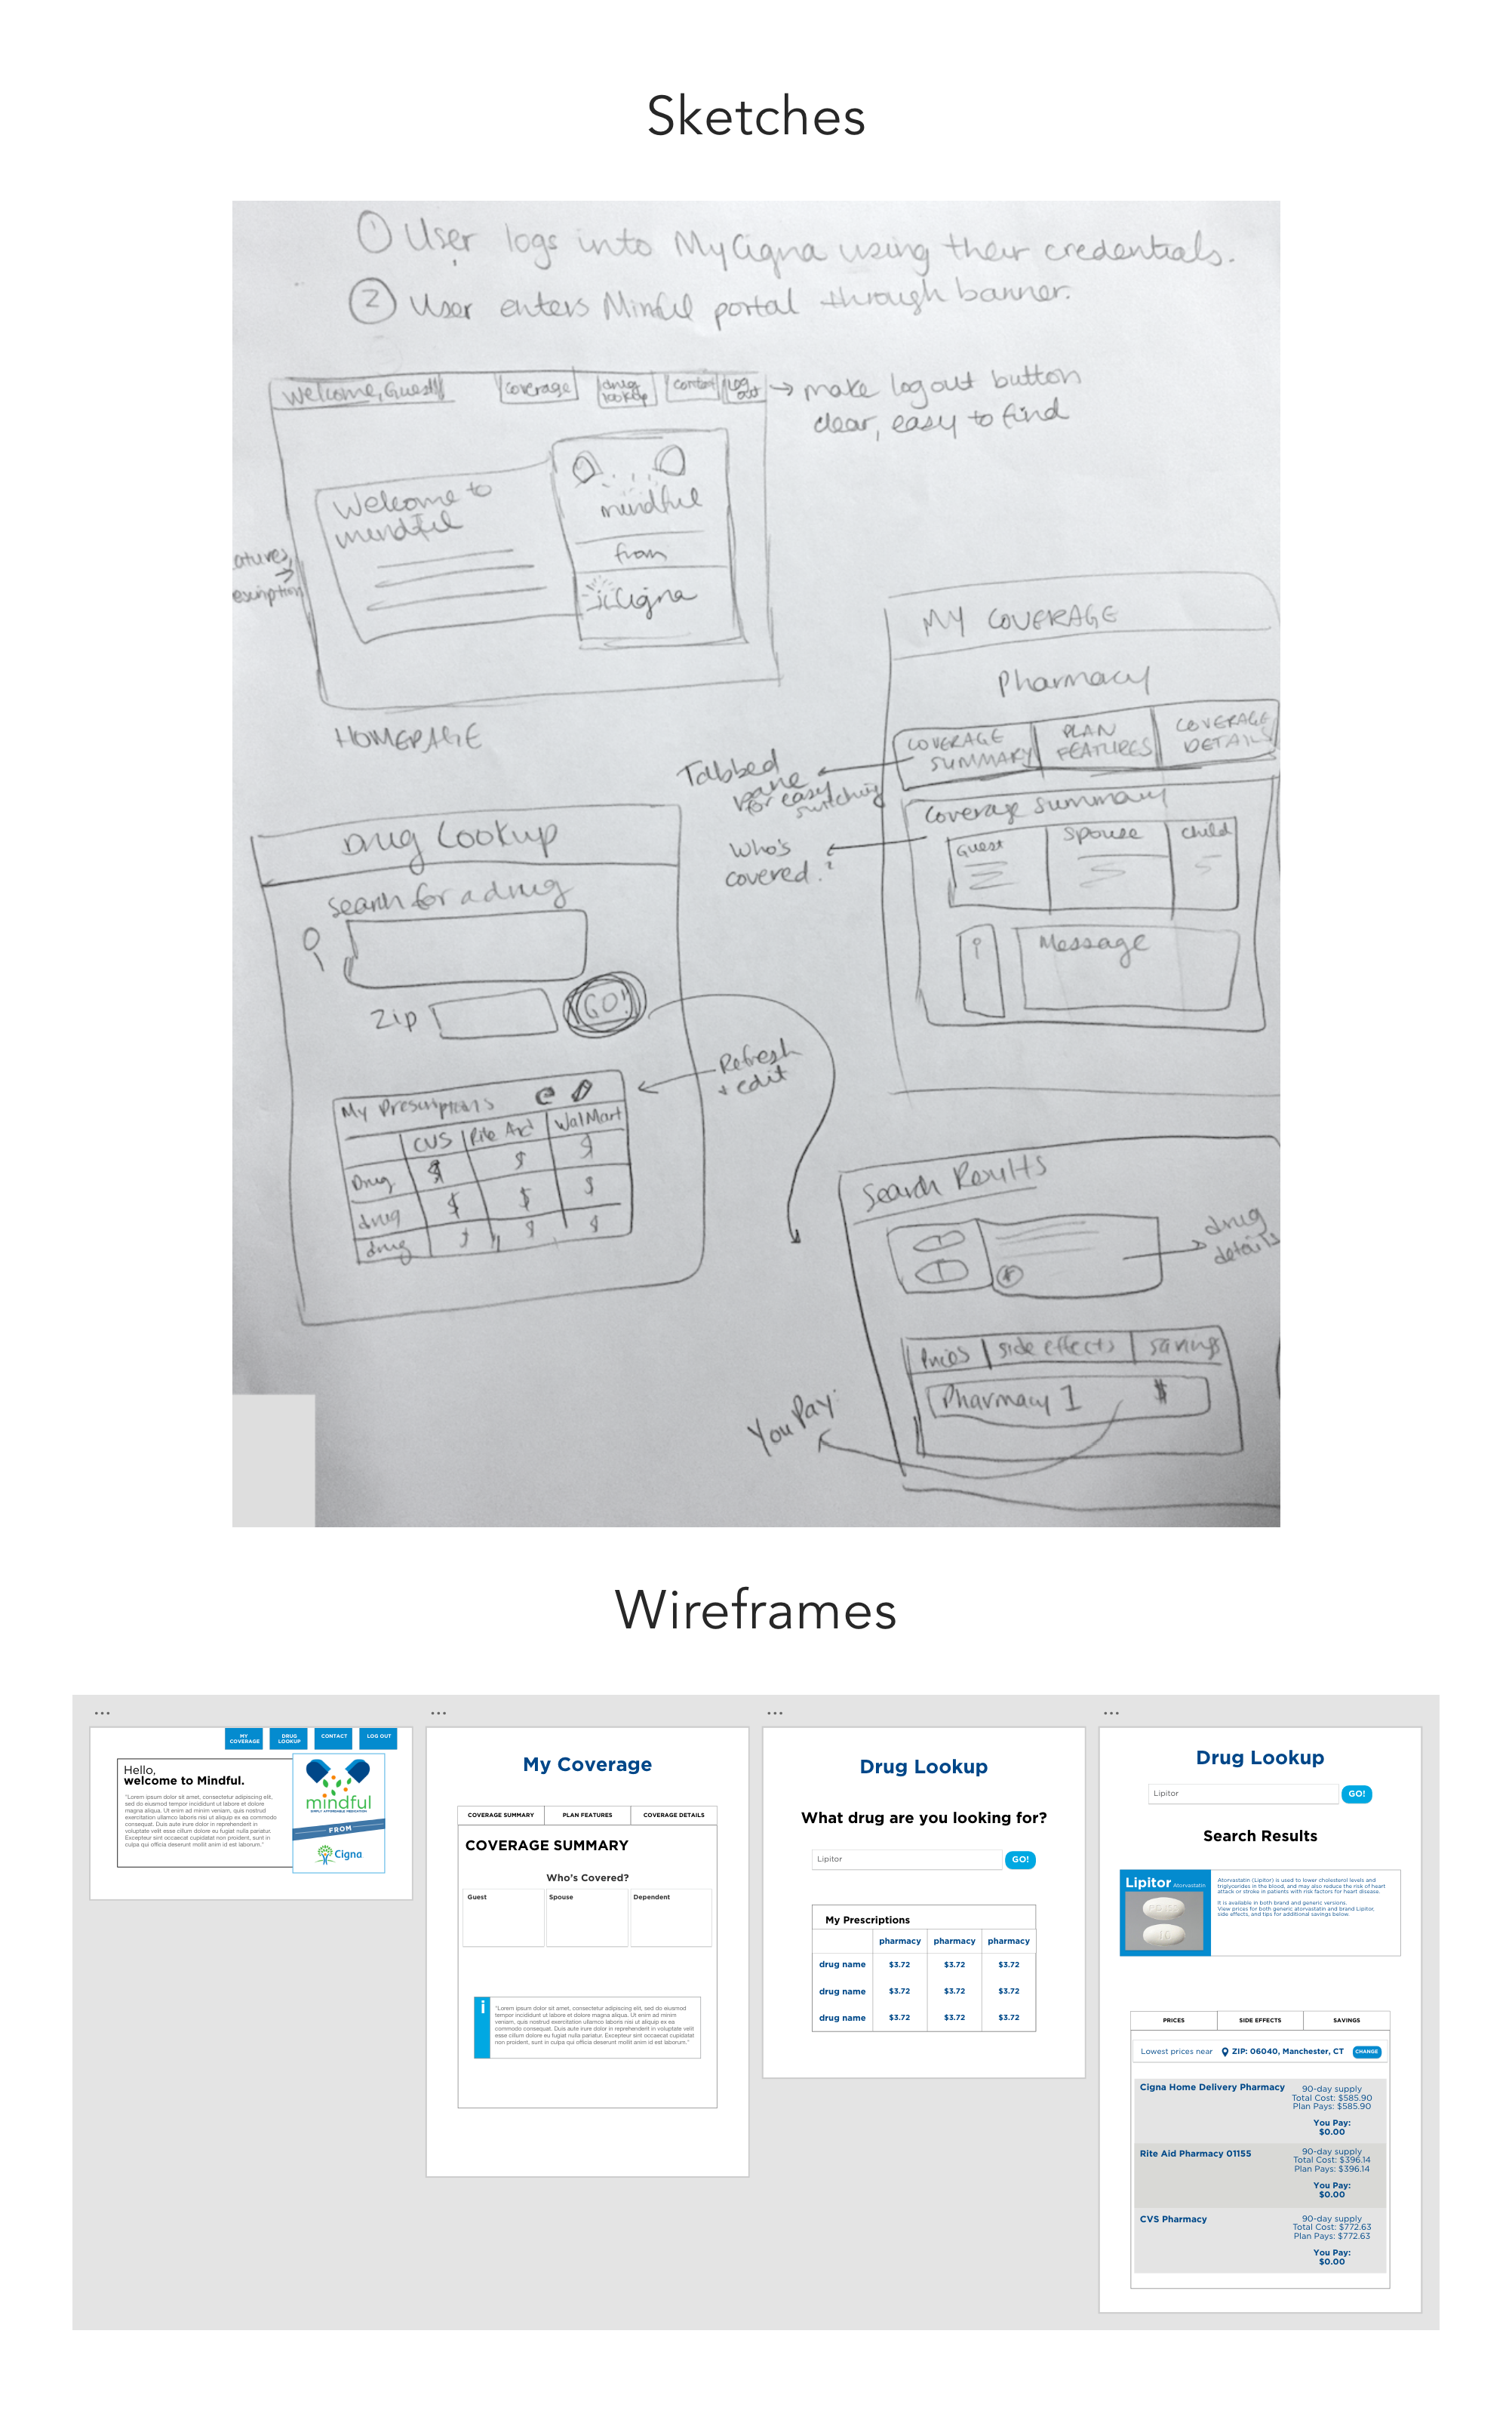 Sketches
① User logs into MyCigna using their credentials.
② User enters Minful portal through banner.
Welcome, Guest!
Coverage
drug lookup
contact
Log out
→ make log out button
clear, easy to find
Welcome to
mindful
mindful
from
Cigna
atures,
escription
HOMEPAGE
MY COVERAGE
Pharmacy
COVERAGE SUMMARY
PLAN FEATURES
COVERAGE DETAILS
Tabbed
pane
for easy
switching
Coverage summary
Who's
covered?
Guest
Spouse
child
i
Message
Drug Lookup
search for a drug
Zip
GO!
Refresh
+ edit
My Prescriptions
CVS
Rite Aid
WalMart
Drug $ $ $
drug $ $ $
drug $ $ $
Search Results
drug
details
Prices
side effects
savings
Pharmacy 1 $
You Pay:
Wireframes
MY COVERAGE
DRUG LOOKUP
CONTACT
LOG OUT
Hello,
welcome to Mindful.
"Lorem ipsum dolor sit amet, consectetur adipiscing elit, sed do eiusmod tempor incididunt ut labore et dolore magna aliqua. Ut enim ad minim veniam, quis nostrud exercitation ullamco laboris nisi ut aliquip ex ea commodo consequat. Duis aute irure dolor in reprehenderit in voluptate velit esse cillum dolore eu fugiat nulla pariatur. Excepteur sint occaecat cupidatat non proident, sunt in culpa qui officia deserunt mollit anim id est laborum."
mindful
SIMPLY AFFORDABLE MEDICATION
FROM
Cigna
My Coverage
COVERAGE SUMMARY
PLAN FEATURES
COVERAGE DETAILS
COVERAGE SUMMARY
Who's Covered?
Guest
Spouse
Dependent
i
"Lorem ipsum dolor sit amet, consectetur adipiscing elit, sed do eiusmod
tempor incididunt ut labore et dolore magna aliqua. Ut enim ad minim
veniam, quis nostrud exercitation ullamco laboris nisi ut aliquip ex ea
commodo consequat. Duis aute irure dolor in reprehenderit in voluptate velit
esse cillum dolore eu fugiat nulla pariatur. Excepteur sint occaecat cupidatat
non proident, sunt in culpa qui officia deserunt mollit anim id est laborum."
Drug Lookup
What drug are you looking for?
Lipitor
GO!
My Prescriptions
pharmacy pharmacy pharmacy
drug name $3.72 $3.72 $3.72
drug name $3.72 $3.72 $3.72
drug name $3.72 $3.72 $3.72
Drug Lookup
Lipitor
GO!
Search Results
Lipitor Atorvastatin
Atorvastatin (Lipitor) is used to lower cholesterol levels and
triglycerides in the blood, and may also reduce the risk of heart
attack or stroke in patients with risk factors for heart disease.
It is available in both brand and generic versions.
View prices for both generic atorvastatin and brand Lipitor,
side effects, and tips for additional savings below.
PRICES
SIDE EFFECTS
SAVINGS
Lowest prices near ZIP: 06040, Manchester, CT CHANGE
Cigna Home Delivery Pharmacy
90-day supply
Total Cost: $585.90
Plan Pays: $585.90
You Pay:
$0.00
Rite Aid Pharmacy 01155
90-day supply
Total Cost: $396.14
Plan Pays: $396.14
You Pay:
$0.00
CVS Pharmacy
90-day supply
Total Cost: $772.63
Plan Pays: $772.63
You Pay:
$0.00